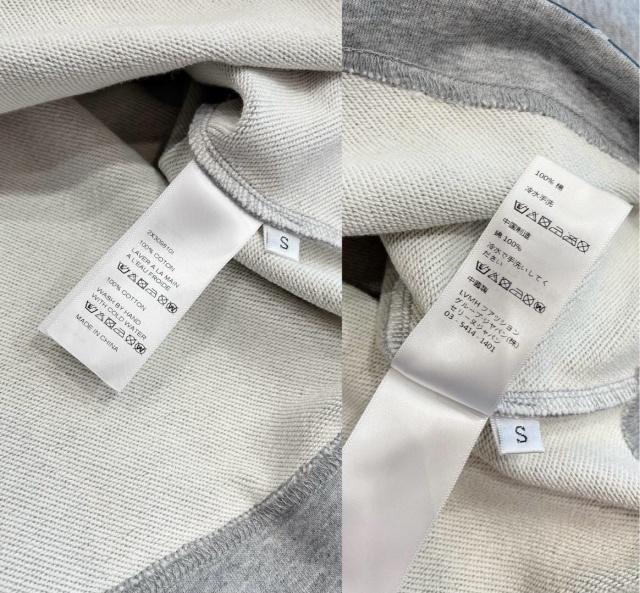 100% COTTON
LAVER A LA MAIN
A L'EAU FROIDE
100% COTTON
WASH BY HAND
WITH COLD WATER
MADE IN CHINA
S
100% 棉
冷水手洗
中国制造
綿 100%
冷水で手洗いしてく
ださい
中國製
LVMH ファッション
グループ ジャパン(株)
03 - 5414 - 1401
S